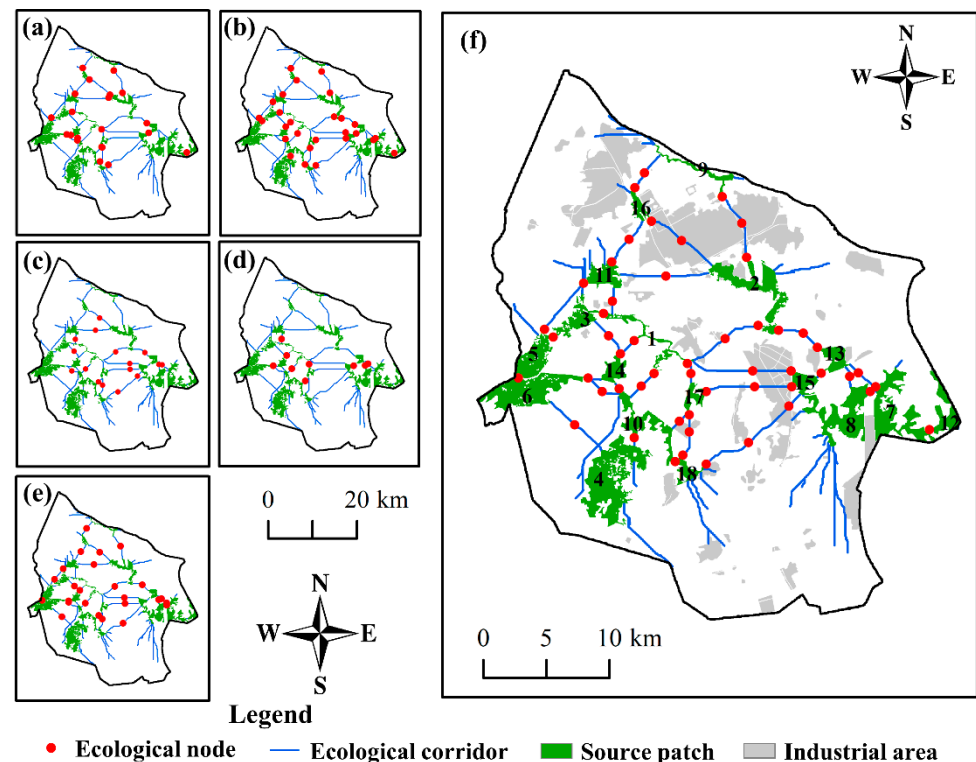 (a)
(b)
(c)
(d)
(e)
0 20 km
N
W E
S
(f)
N
W E
S
9
16
11
2
3
1
5
14
13
6
17
15
10
8
7
12
4
18
0 5 10 km
Legend
Ecological node Ecological corridor Source patch Industrial area